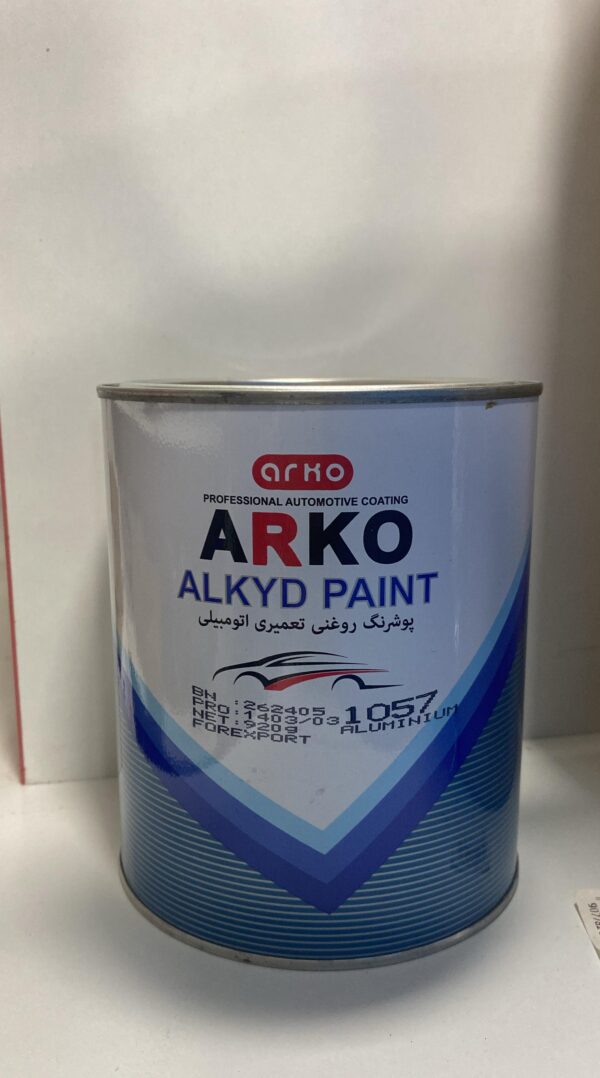 arko
PROFESSIONAL AUTOMOTIVE COATING
ARKO
ALKYD PAINT
پوشرنگ روغنی تعمیری اتومبیلی
BN : 262405
PRO : 1403/03
NET : 920g
FOREXPORT
1057
ALUMINIUM